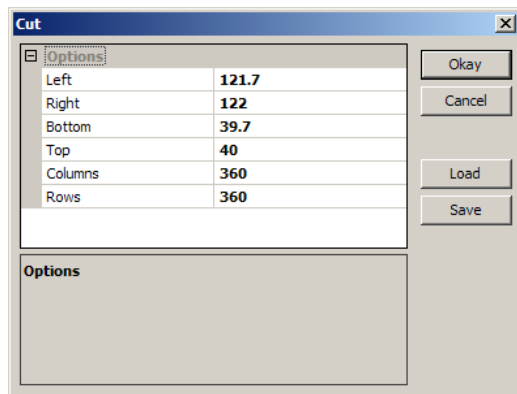 Cut
Options
Left 121.7
Right 122
Bottom 39.7
Top 40
Columns 360
Rows 360
Okay
Cancel
Load
Save
Options